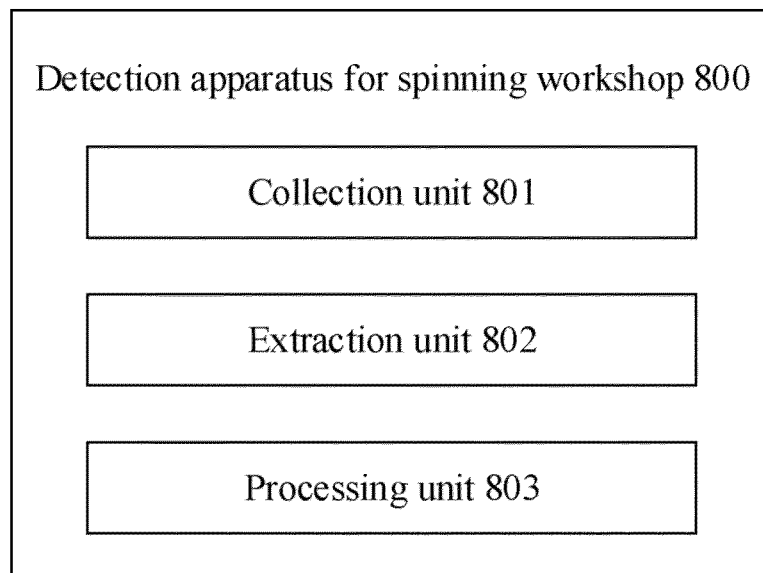 Detection apparatus for spinning workshop 800
Collection unit 801
Extraction unit 802
Processing unit 803